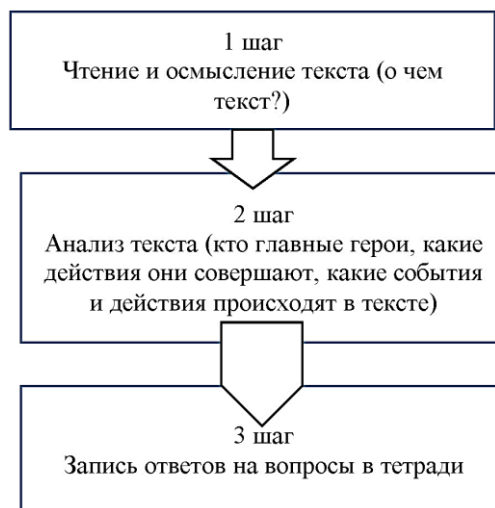 1 шаг
Чтение и осмысление текста (о чем
текст?)
2 шаг
Анализ текста (кто главные герои, какие
действия они совершают, какие события
и действия происходят в тексте)
3 шаг
Запись ответов на вопросы в тетради